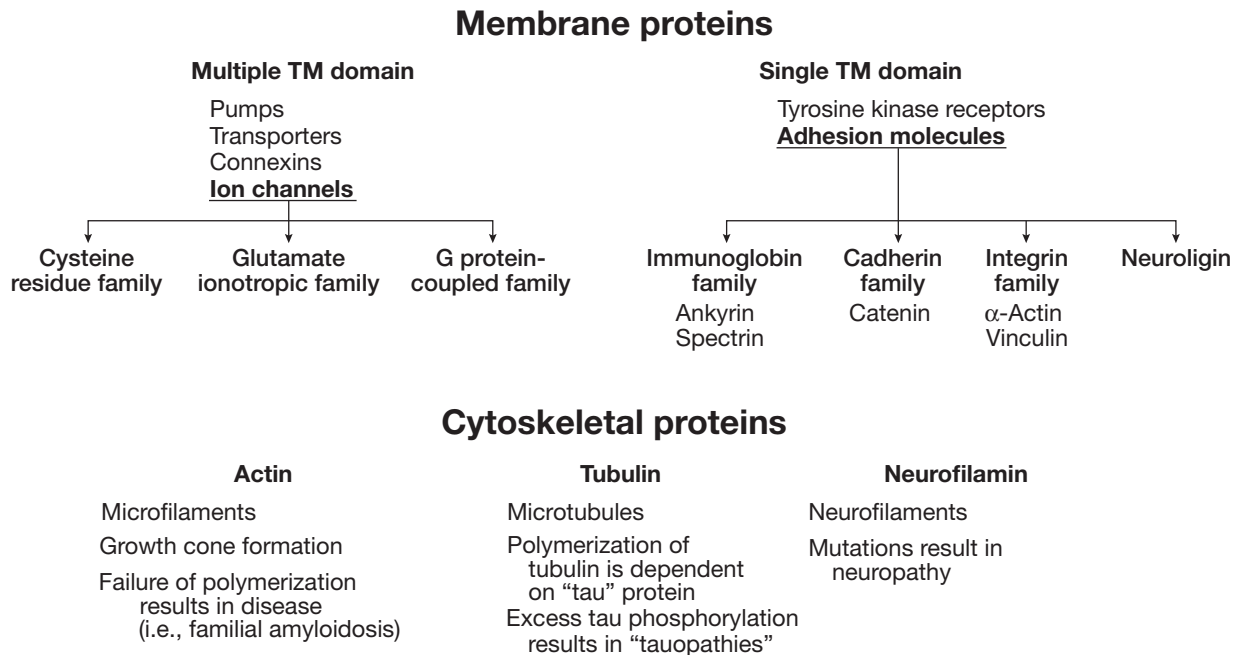 Membrane proteins
Multiple TM domain
Pumps
Transporters
Connexins
Ion channels
Cysteine
residue family
Glutamate
ionotropic family
G protein-
coupled family
Single TM domain
Tyrosine kinase receptors
Adhesion molecules
Immunoglobin
family
Ankyrin
Spectrin
Cadherin
family
Catenin
Integrin
family
α-Actin
Vinculin
Neuroligin
Cytoskeletal proteins
Actin
Microfilaments
Growth cone formation
Failure of polymerization
results in disease
(i.e., familial amyloidosis)
Tubulin
Microtubules
Polymerization of
tubulin is dependent
on “tau” protein
Excess tau phosphorylation
results in “tauopathies”
Neurofilamin
Neurofilaments
Mutations result in
neuropathy